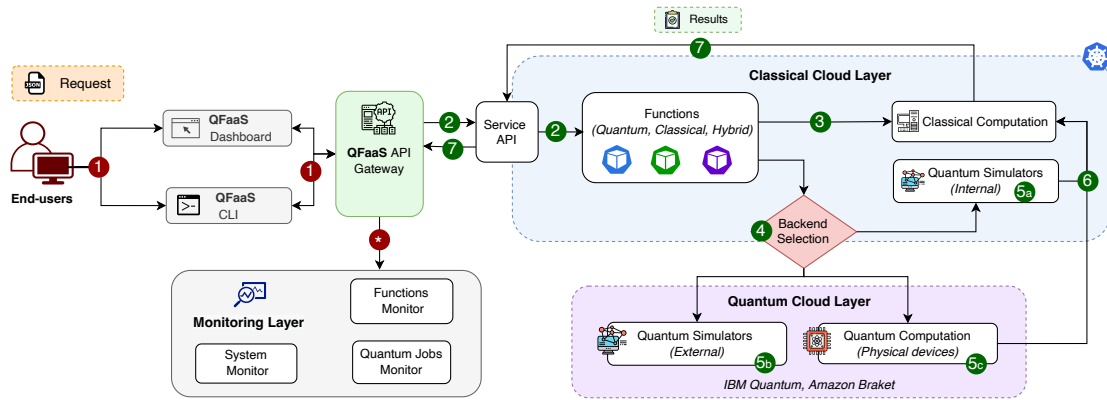 Results
7
JSON
Request
Classical Cloud Layer
End-users
1
QFaaS
Dashboard
QFaaS
CLI
1
API
QFaaS API
Gateway
2
7
Service
API
2
Functions
(Quantum, Classical, Hybrid)
3
Classical Computation
Quantum Simulators
(Internal)
5a
6
4
Backend
Selection
Monitoring Layer
Functions
Monitor
System
Monitor
Quantum Jobs
Monitor
Quantum Cloud Layer
Quantum Simulators
(External)
5b
Quantum Computation
(Physical devices)
5c
IBM Quantum, Amazon Braket